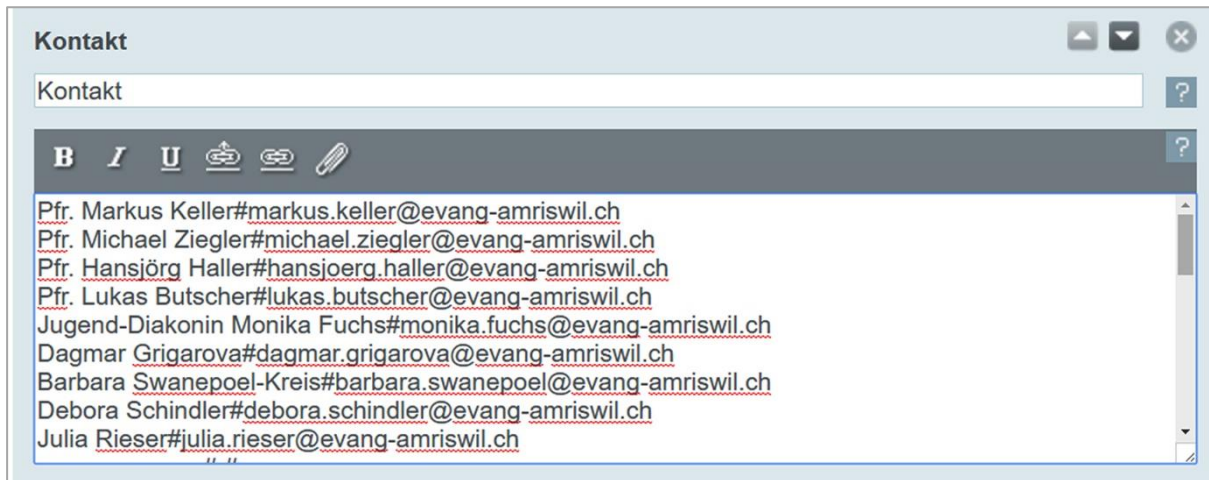 Kontakt
Kontakt
?
B I U
?
Pfr. Markus Keller#markus.keller@evang-amriswil.ch
Pfr. Michael Ziegler#michael.ziegler@evang-amriswil.ch
Pfr. Hansjörg Haller#hansjoerg.haller@evang-amriswil.ch
Pfr. Lukas Butscher#lukas.butscher@evang-amriswil.ch
Jugend-Diakonin Monika Fuchs#monika.fuchs@evang-amriswil.ch
Dagmar Grigarova#dagmar.grigarova@evang-amriswil.ch
Barbara Swanepoel-Kreis#barbara.swanepoel@evang-amriswil.ch
Debora Schindler#debora.schindler@evang-amriswil.ch
Julia Rieser#julia.rieser@evang-amriswil.ch